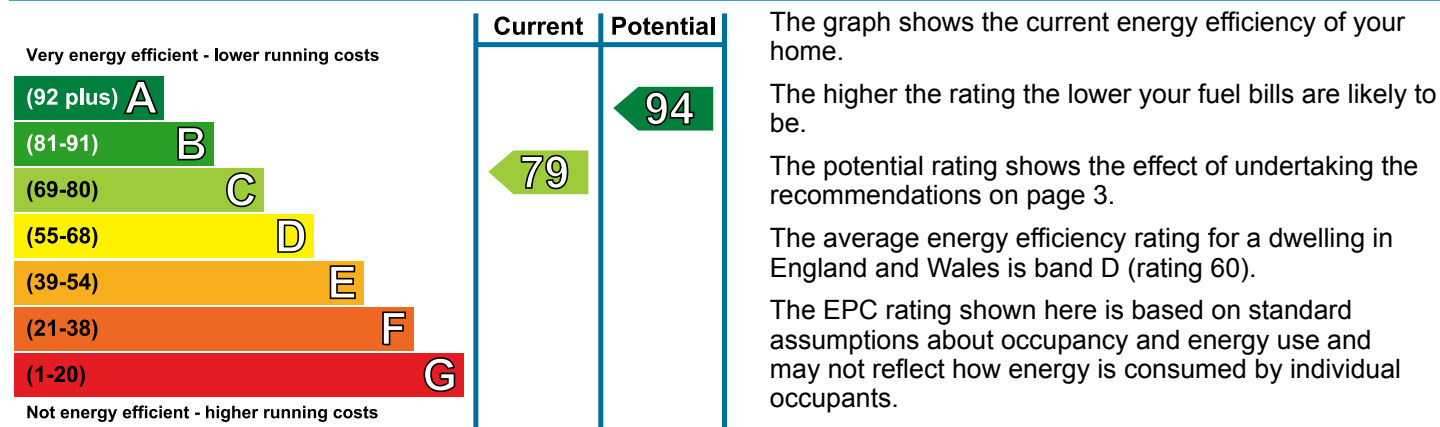 Current Potential
Very energy efficient - lower running costs
(92 plus) A
94
(81-91) B
79
(69-80) C
(55-68) D
(39-54) E
(21-38) F
(1-20) G
Not energy efficient - higher running costs
The graph shows the current energy efficiency of your
home.
The higher the rating the lower your fuel bills are likely to
be.
The potential rating shows the effect of undertaking the
recommendations on page 3.
The average energy efficiency rating for a dwelling in
England and Wales is band D (rating 60).
The EPC rating shown here is based on standard
assumptions about occupancy and energy use and
may not reflect how energy is consumed by individual
occupants.